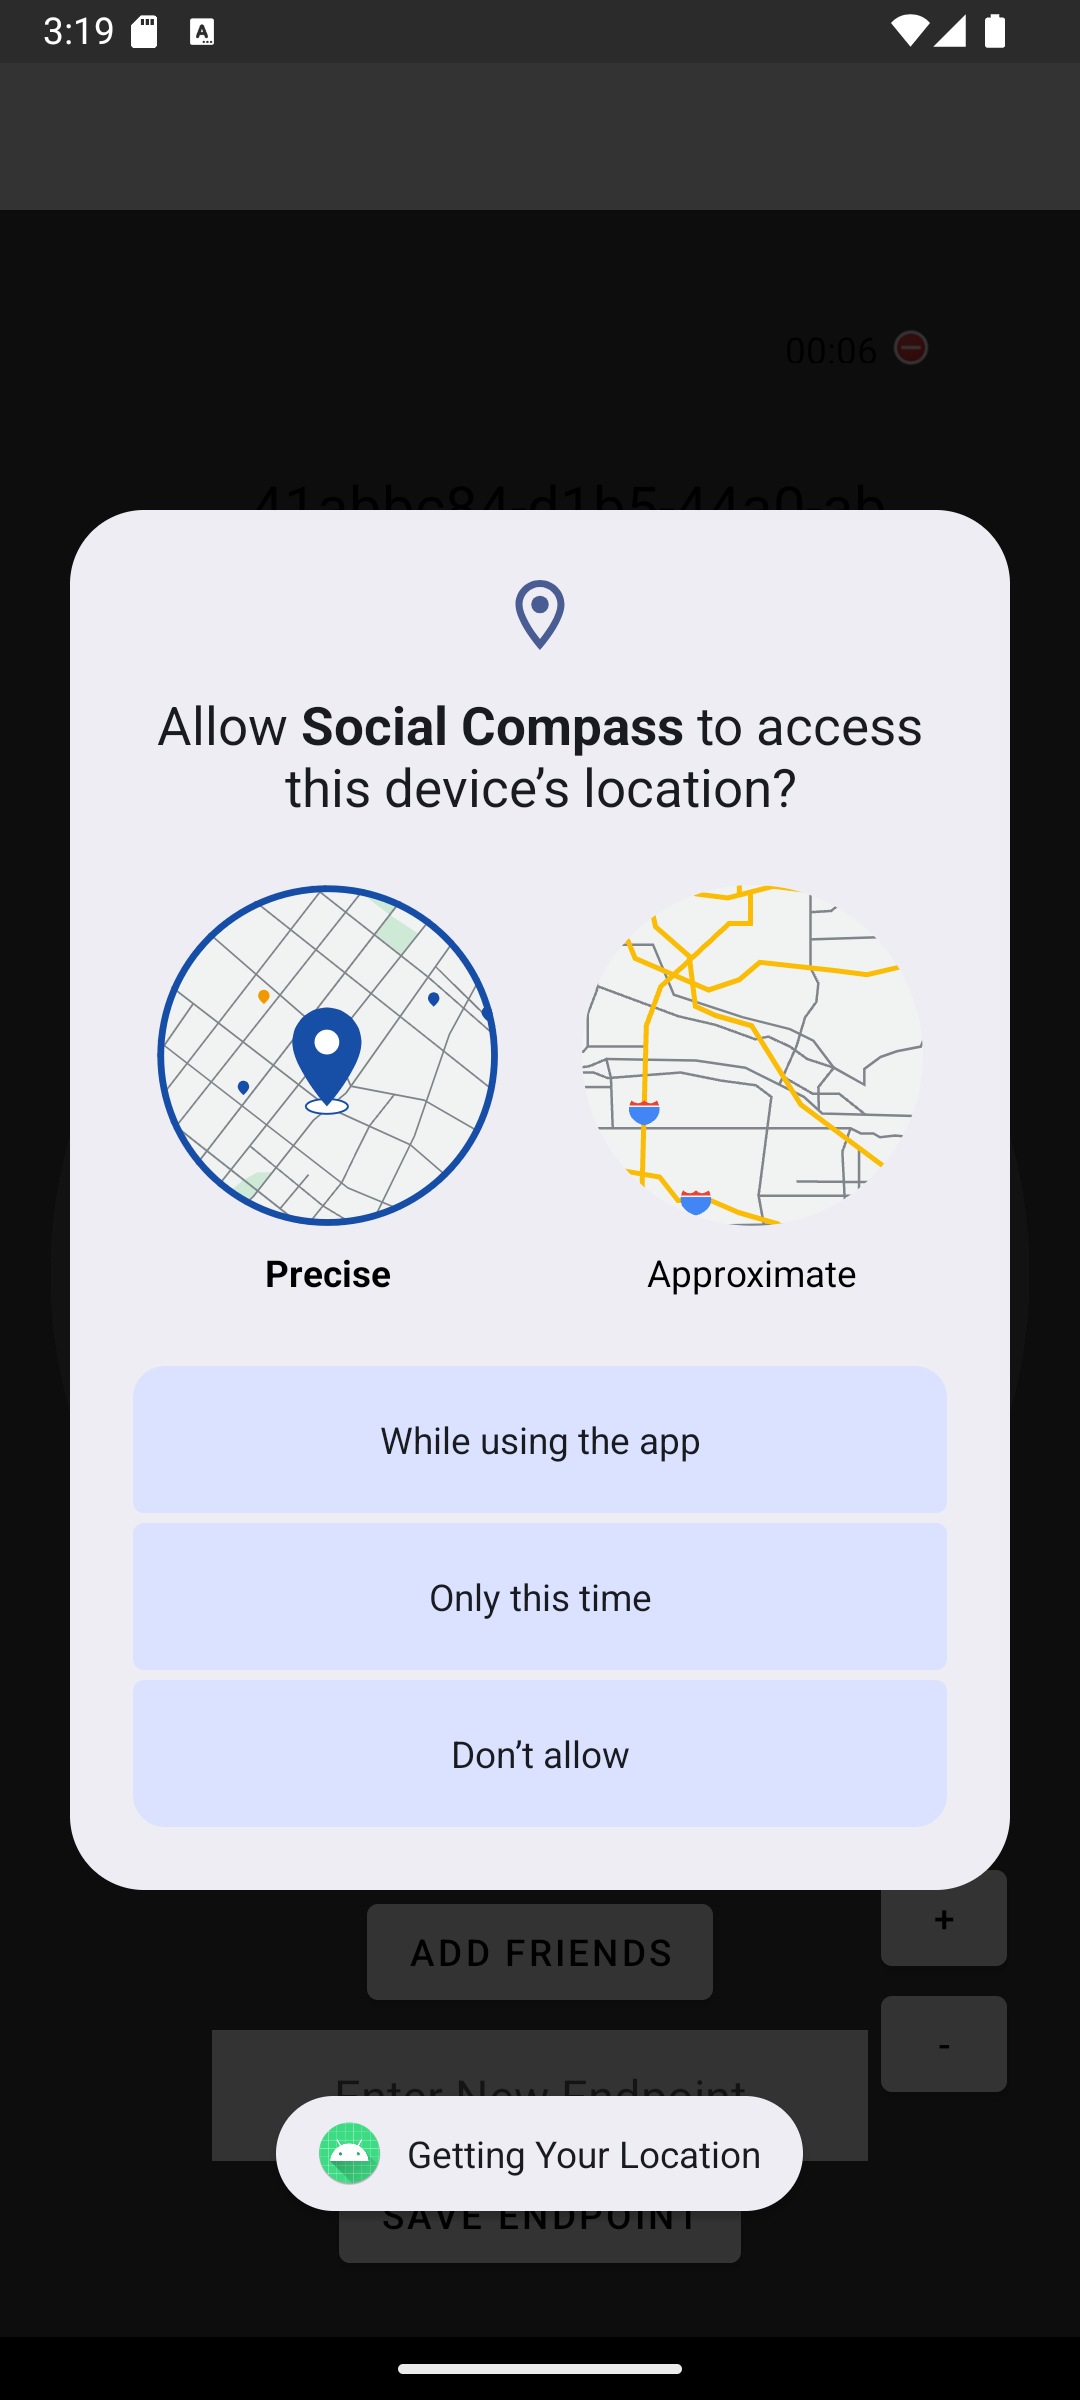 3:19
00:06
41abbc84-d1b5-44a0-ab
Allow Social Compass to access
this device’s location?
Precise
Approximate
While using the app
Only this time
Don’t allow
+
ADD FRIENDS
-
Enter New Endpoint
Getting Your Location
SAVE ENDPOINT